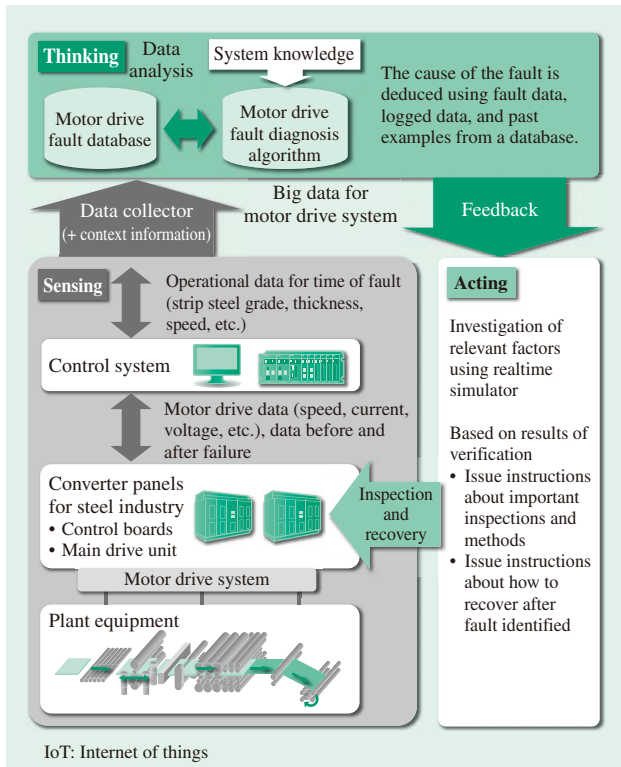 Thinking
Data
analysis
System knowledge
Motor drive
fault database
Motor drive
fault diagnosis
algorithm
The cause of the fault is
deduced using fault data,
logged data, and past
examples from a database.
Data collector
(+ context information)
Big data for
motor drive system
Feedback
Sensing
Operational data for time of fault
(strip steel grade, thickness,
speed, etc.)
Control system
Motor drive data (speed, current,
voltage, etc.), data before and
after failure
Converter panels
for steel industry
• Control boards
• Main drive unit
Inspection
and
recovery
Motor drive system
Plant equipment
Acting
Investigation of
relevant factors
using realtime
simulator
Based on results of
verification
• Issue instructions
about important
inspections and
methods
• Issue instructions
about how to
recover after
fault identified
IoT: Internet of things